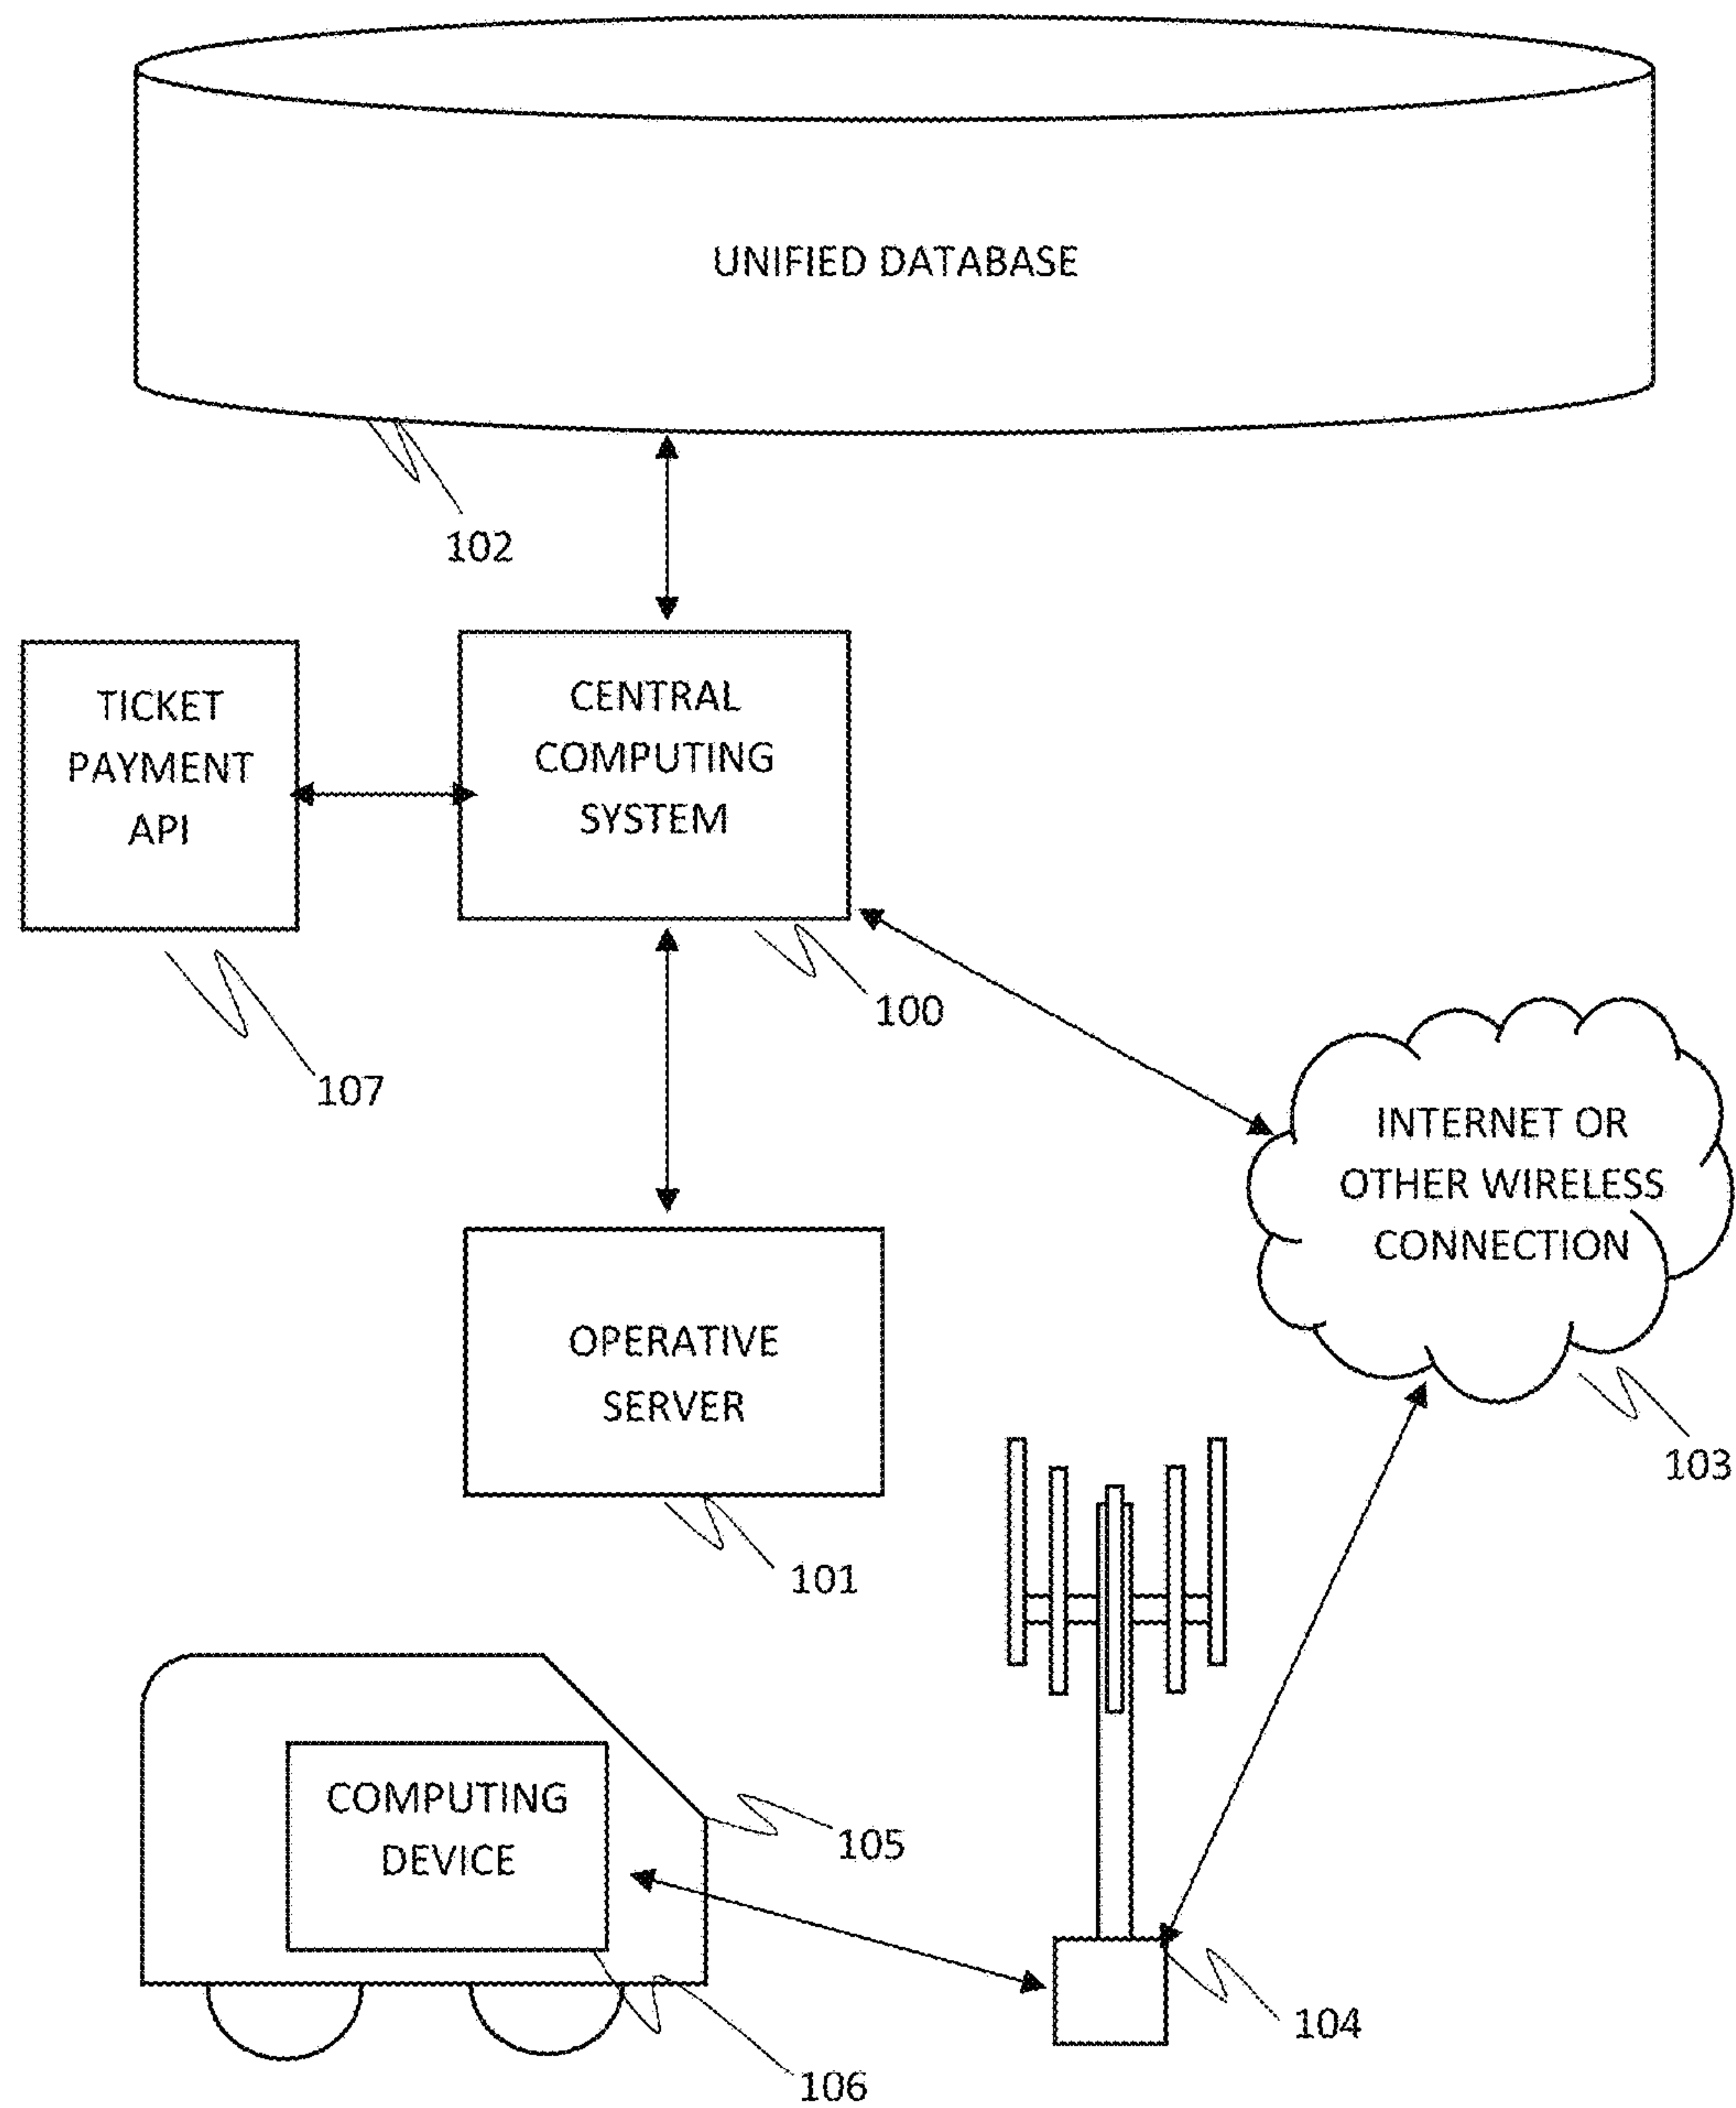 UNIFIED DATABASE
102
TICKET
PAYMENT
API
CENTRAL
COMPUTING
SYSTEM
100
107
INTERNET OR
OTHER WIRELESS
CONNECTION
OPERATIVE
SERVER
103
101
COMPUTING
DEVICE
105
104
106